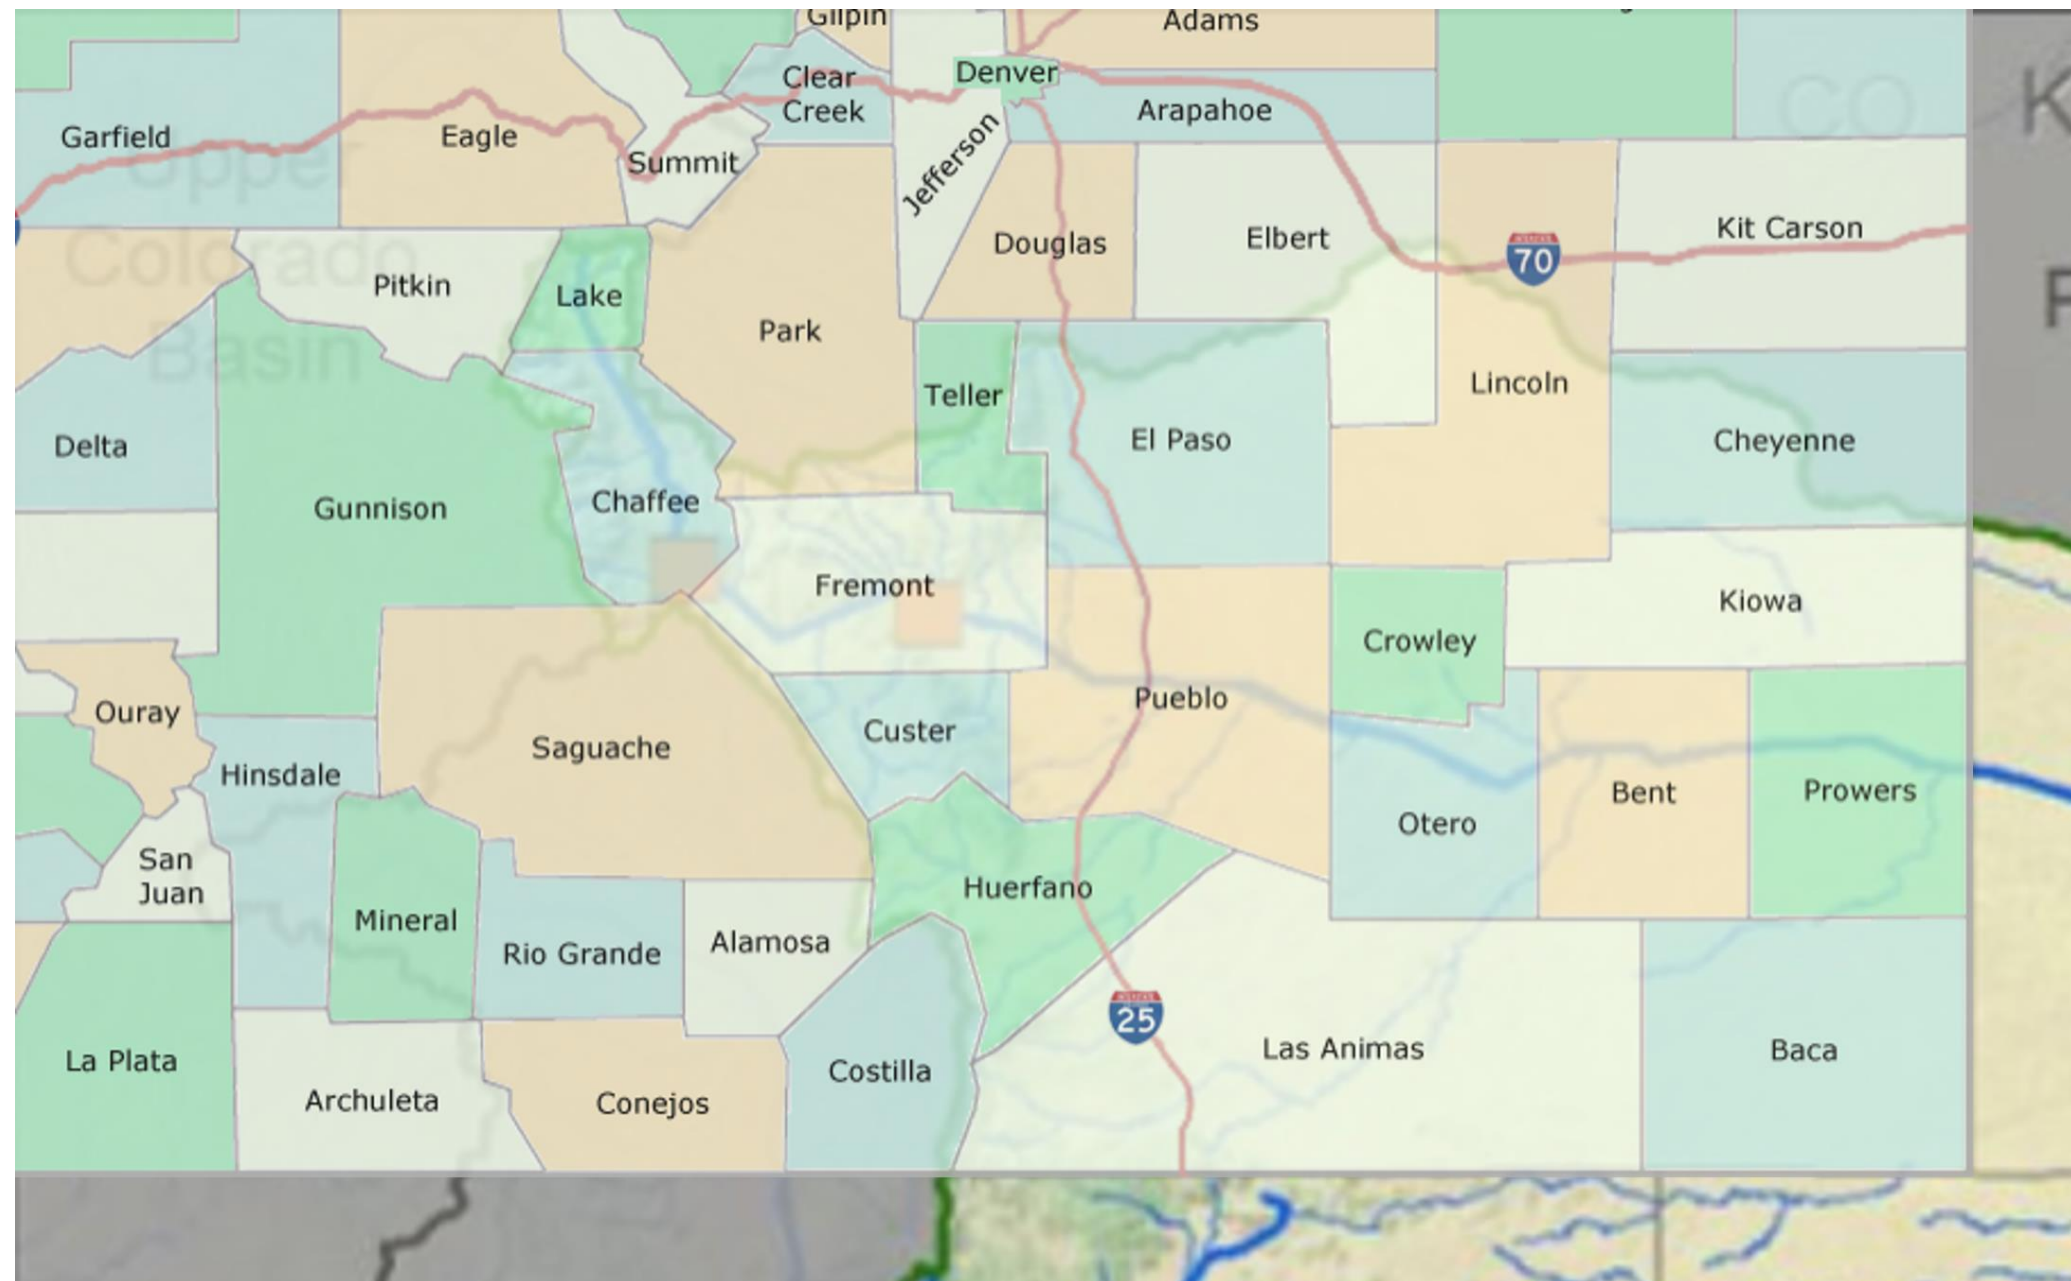 Gilpin
Adams
Clear
Creek
Denver
Arapahoe
CO
K
Garfield
Eagle
Summit
Jefferson
Upper
Colorado
Basin
Pitkin
Lake
Park
Douglas
Elbert
70
Kit Carson
Teller
Lincoln
Delta
Gunnison
Chaffee
El Paso
Cheyenne
Fremont
Crowley
Kiowa
Ouray
Hinsdale
Saguache
Custer
Pueblo
Otero
Bent
Prowers
San
Juan
Mineral
Rio Grande
Alamosa
Huerfano
25
La Plata
Archuleta
Conejos
Costilla
Las Animas
Baca